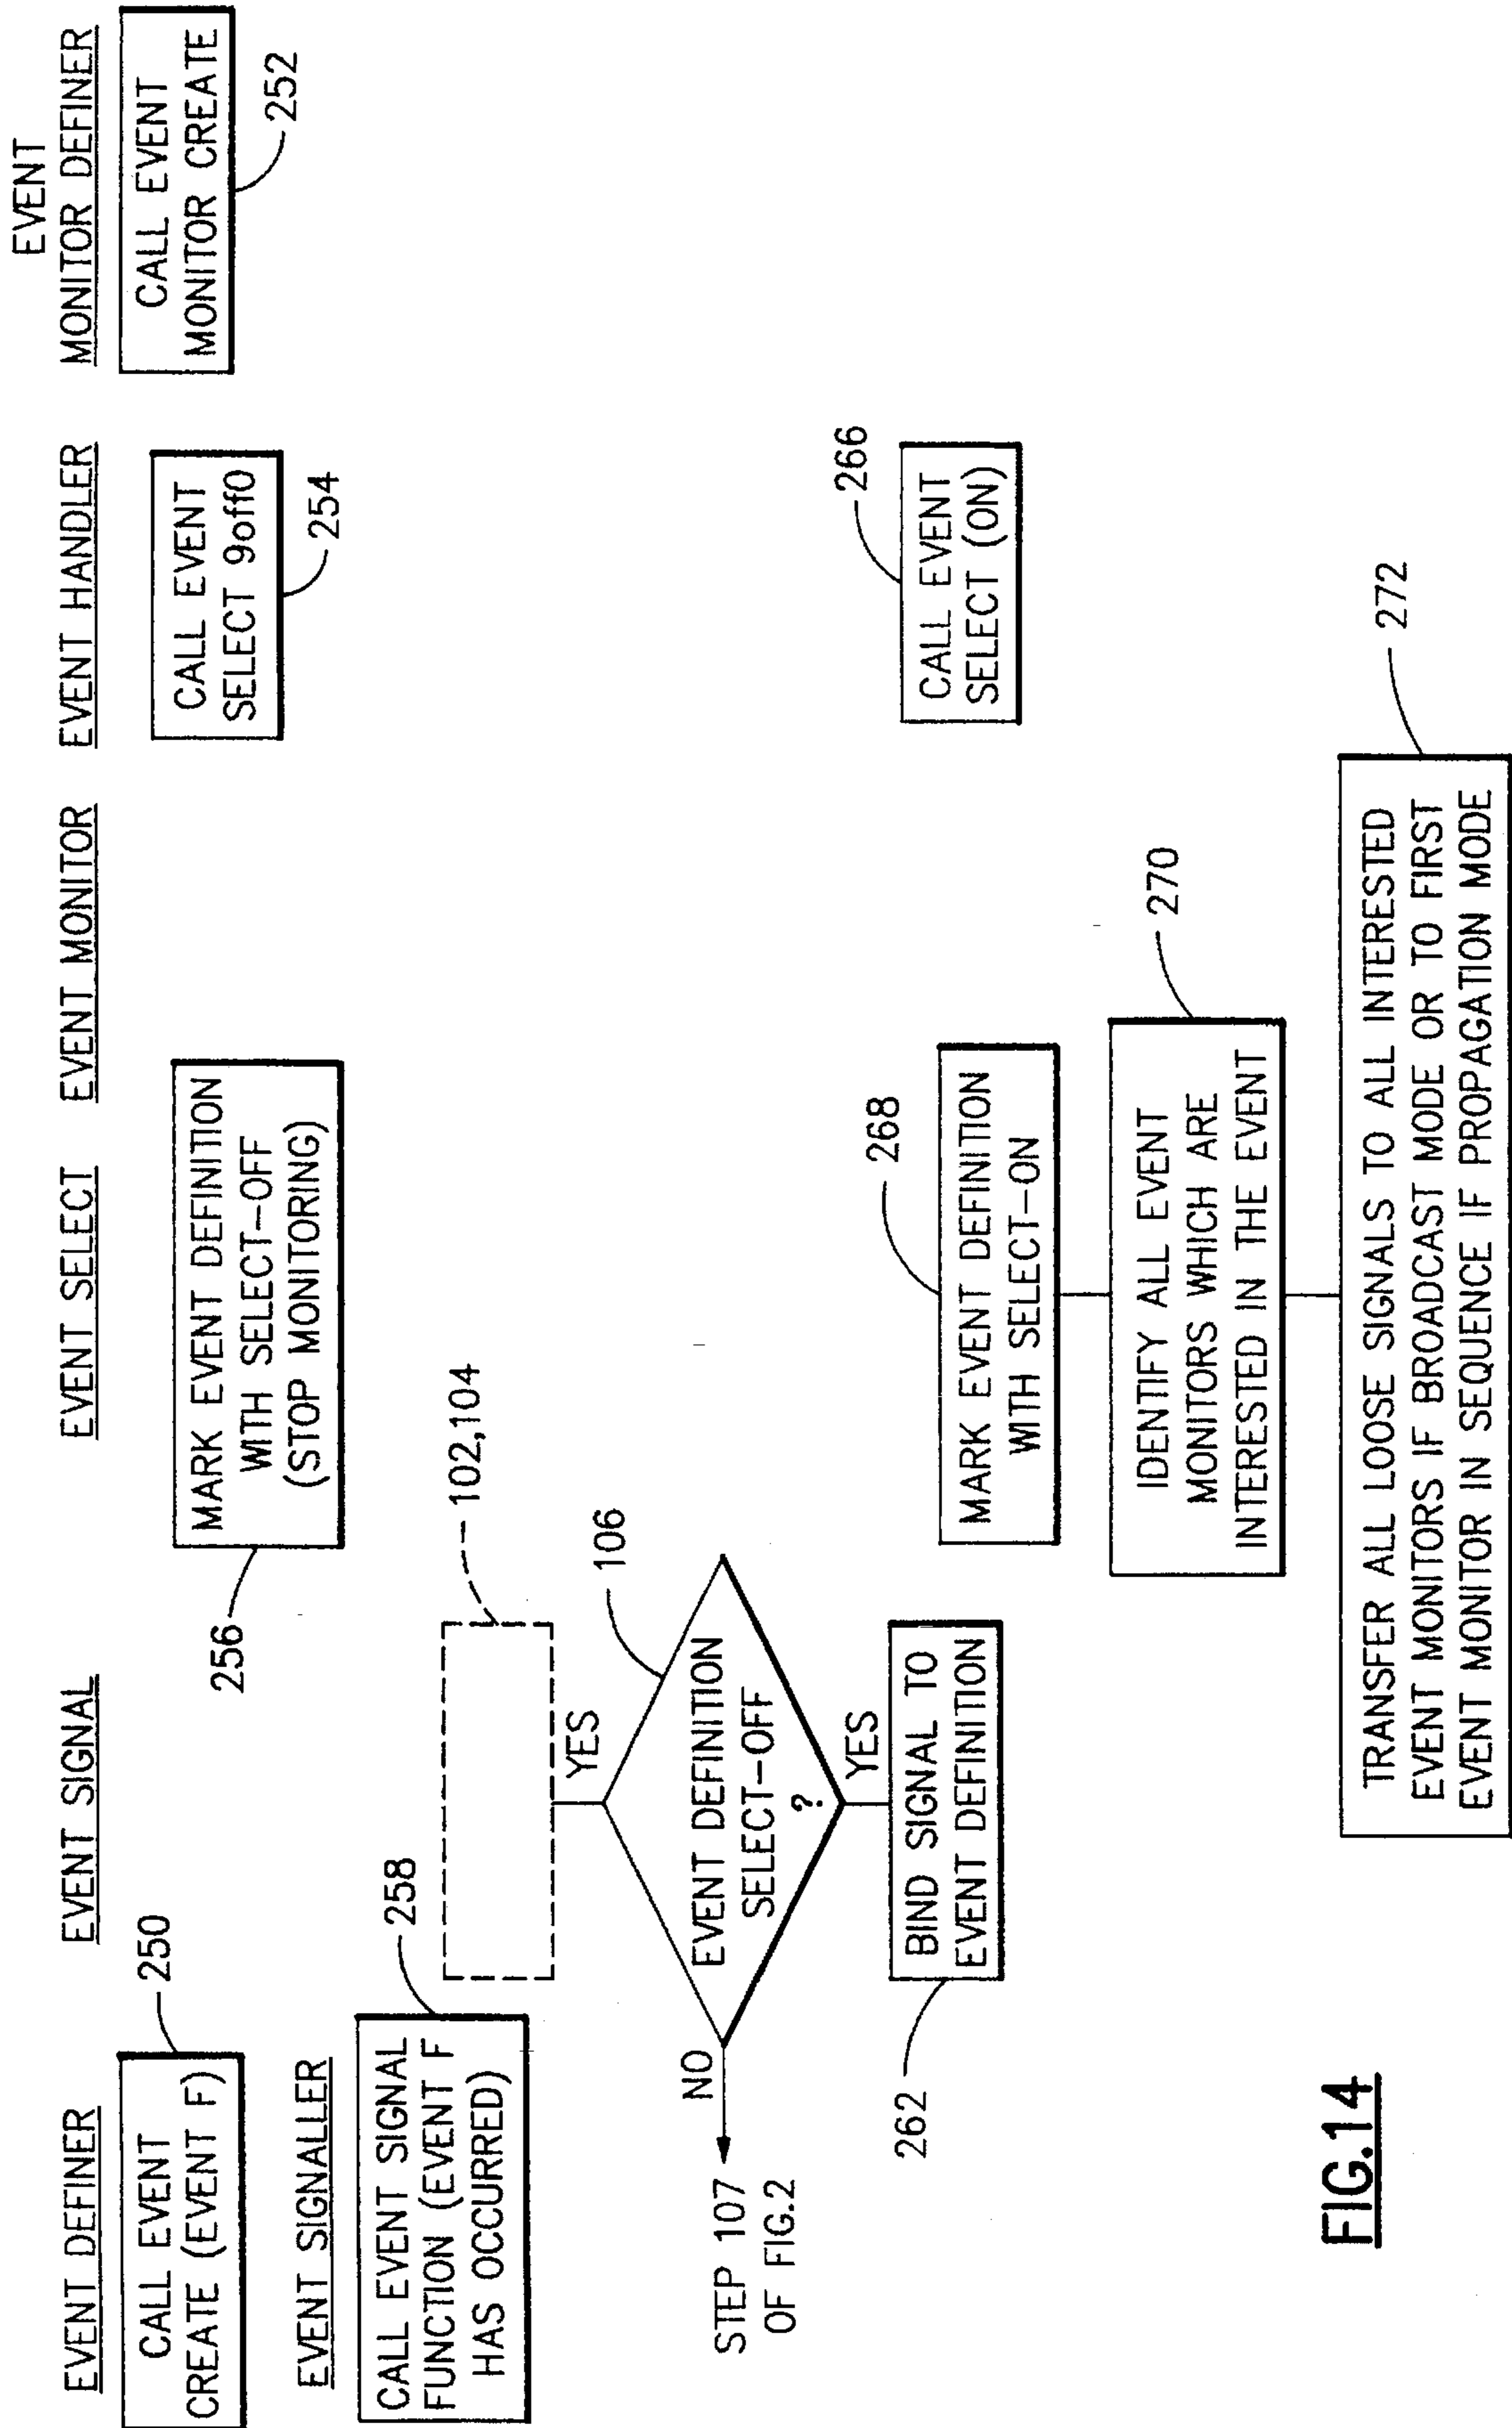 EVENT DEFINER
EVENT SIGNAL
EVENT SELECT
EVENT MONITOR
EVENT HANDLER
EVENT
MONITOR DEFINER
CALL EVENT
CREATE (EVENT F)
250
CALL EVENT
MONITOR CREATE
252
CALL EVENT
SELECT 9off0
254
MARK EVENT DEFINITION
WITH SELECT-OFF
(STOP MONITORING)
256
EVENT SIGNALLER
CALL EVENT SIGNAL
FUNCTION (EVENT F
HAS OCCURRED)
258
102,104
YES
106
EVENT DEFINITION
SELECT-OFF
?
NO
STEP 107
OF FIG.2
YES
BIND SIGNAL TO
EVENT DEFINITION
262
CALL EVENT
SELECT (ON)
266
MARK EVENT DEFINITION
WITH SELECT-ON
268
IDENTIFY ALL EVENT
MONITORS WHICH ARE
INTERESTED IN THE EVENT
270
TRANSFER ALL LOOSE SIGNALS TO ALL INTERESTED
EVENT MONITORS IF BROADCAST MODE OR TO FIRST
EVENT MONITOR IN SEQUENCE IF PROPAGATION MODE
272
FIG.14